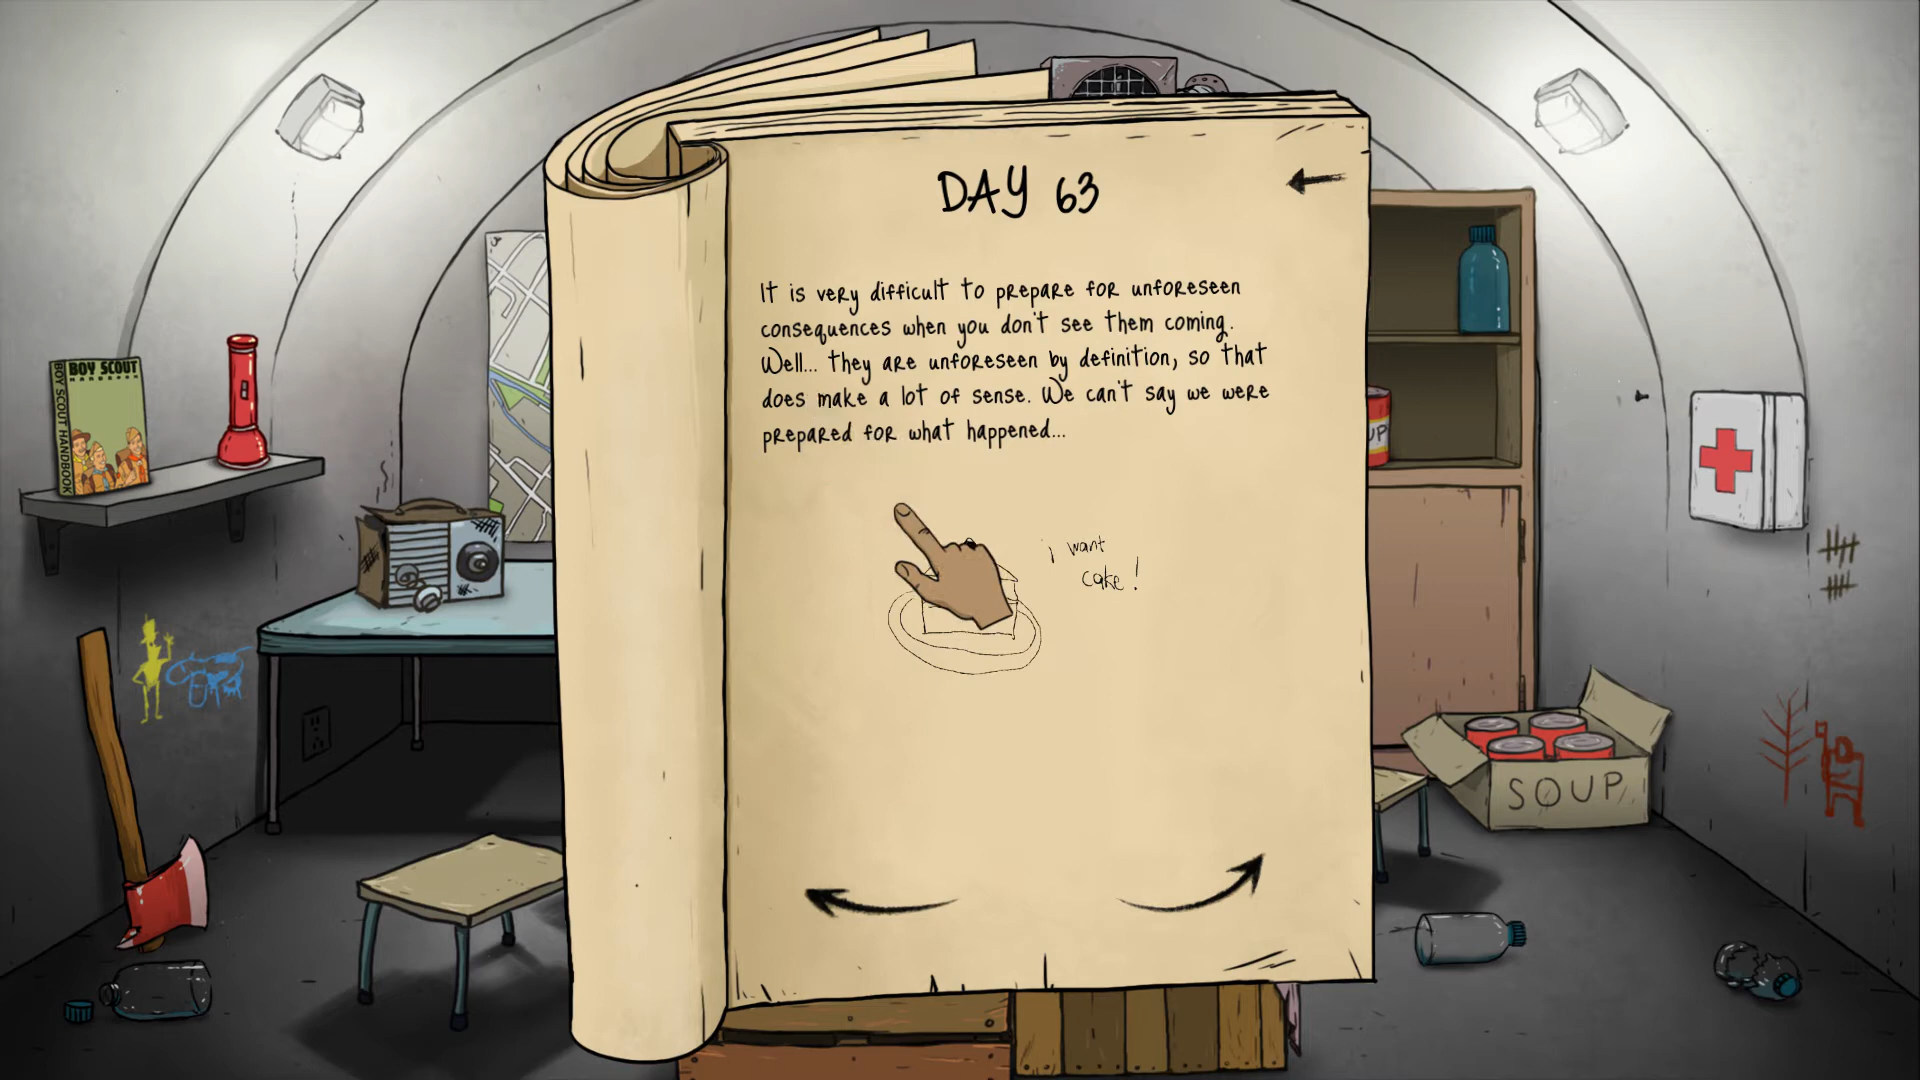 DAY 63
It is very difficult to prepare for unforeseen
consequences when you don't see them coming.
Well... they are unforeseen by definition, so that
does make a lot of sense. We can't say we were
prepared for what happened...
i want
cake!
BOY SCOUT
HANDBOOK
BOY SCOUT HANDBOOK
UP
SOUP